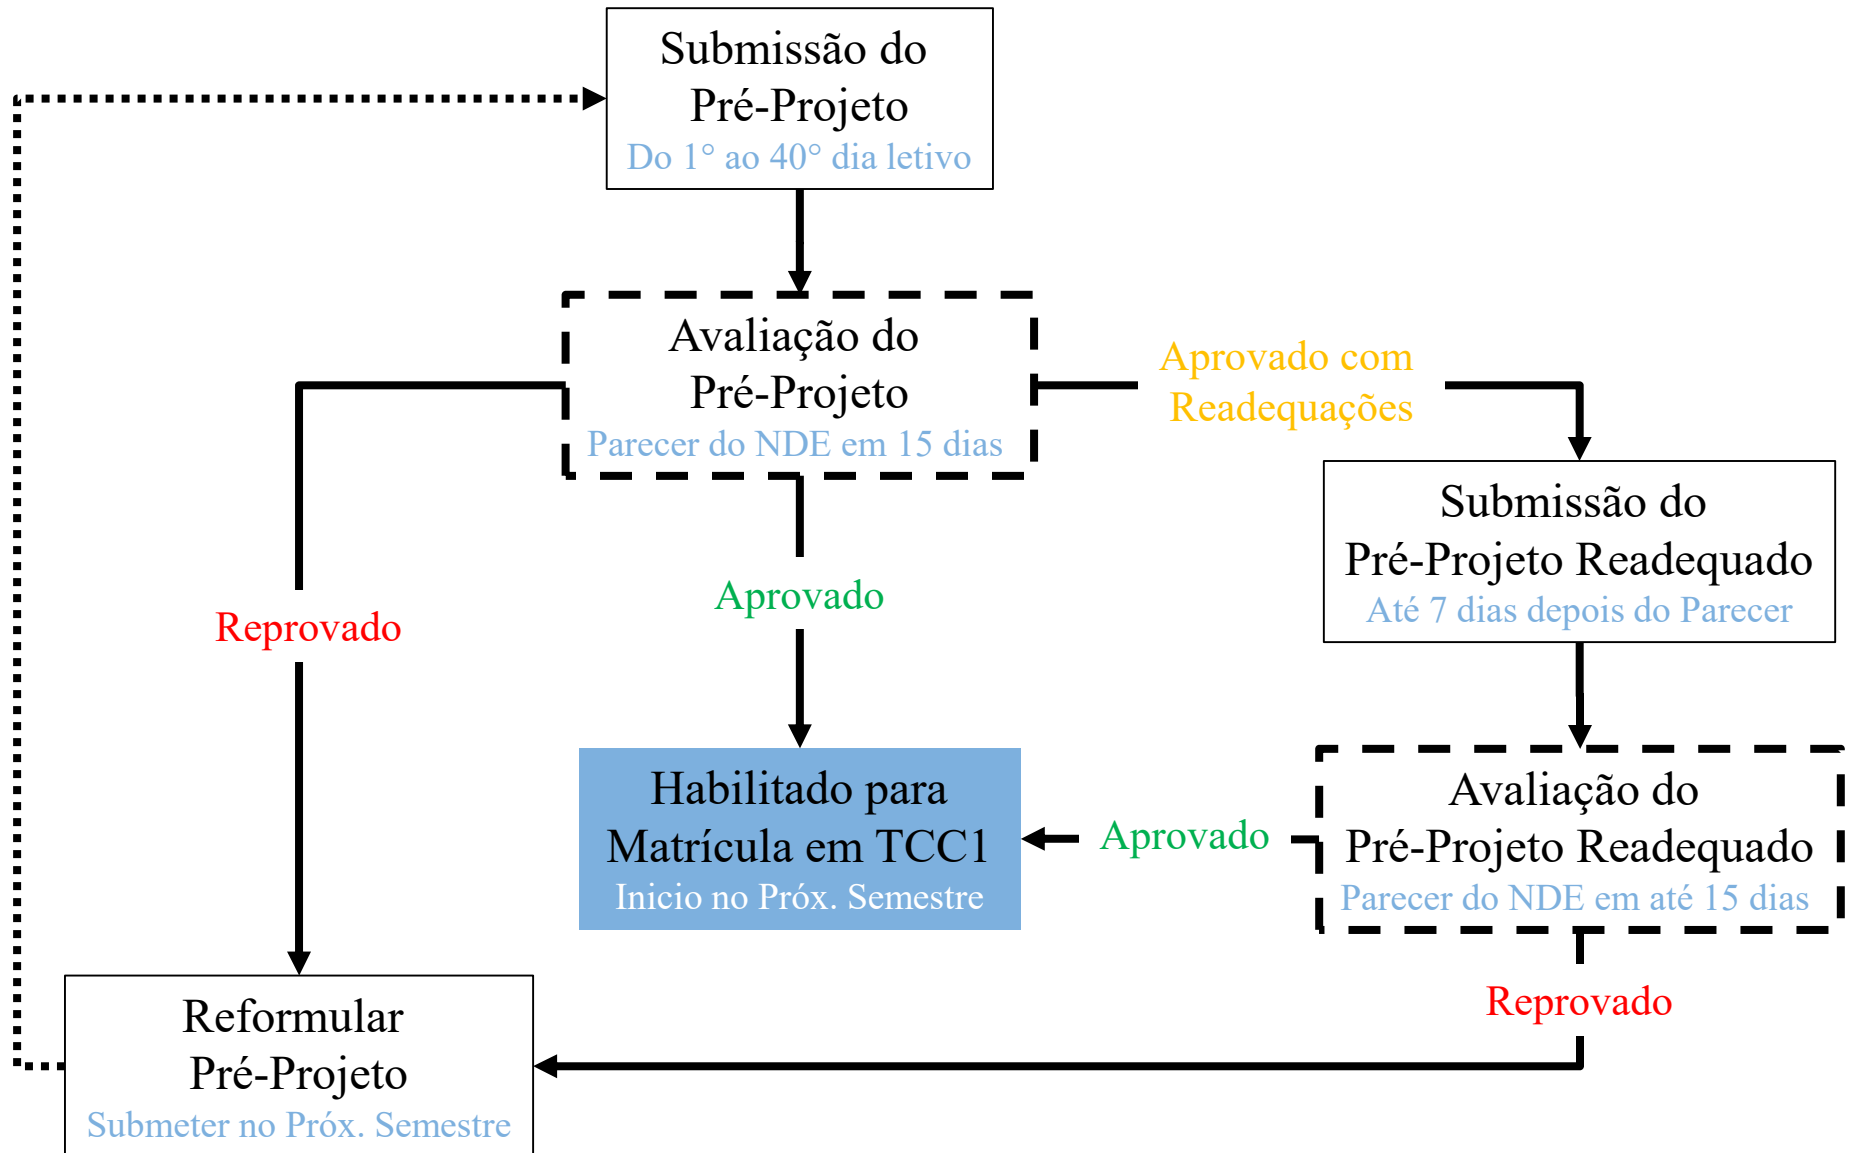 Submissão do
Pré-Projeto
Do 1° ao 40° dia letivo
Avaliação do
Pré-Projeto
Parecer do NDE em 15 dias
Aprovado com
Readequações
Submissão do
Pré-Projeto Readequado
Até 7 dias depois do Parecer
Aprovado
Reprovado
Habilitado para
Matrícula em TCC1
Inicio no Próx. Semestre
Aprovado
Avaliação do
Pré-Projeto Readequado
Parecer do NDE em até 15 dias
Reprovado
Reformular
Pré-Projeto
Submeter no Próx. Semestre